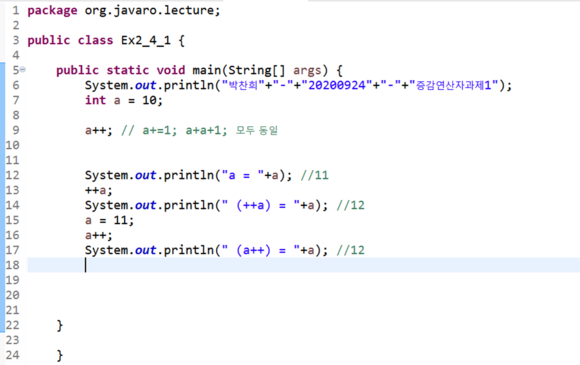 1 package org.javaro.lecture;
2
3 public class Ex2_4_1 {
4
5 public static void main(String[] args) {
6 System.out.println("박찬희"+"-"+"20200924"+"-"+"증감연산자과제1");
7 int a = 10;
8
9 a++; // a+=1; a+a+1; 모두 동일
10
11
12 System.out.println("a = "+a); //11
13 ++a;
14 System.out.println(" (++a) = "+a); //12
15 a = 11;
16 a++;
17 System.out.println(" (a++) = "+a); //12
18
19
20
21
22 }
23
24 }